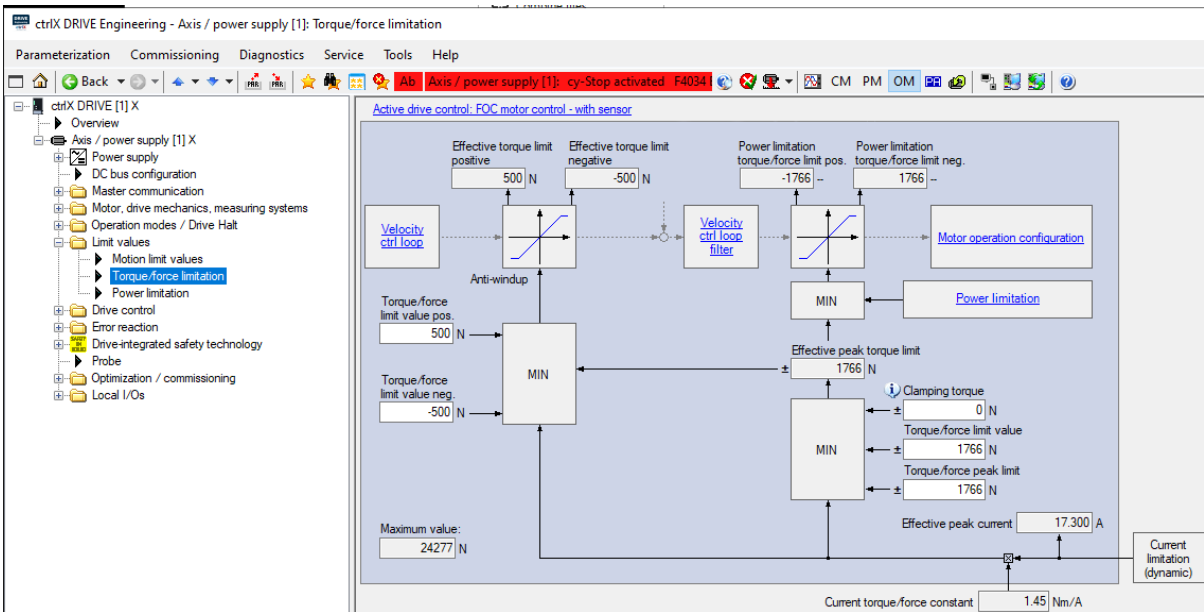 ctrlX DRIVE Engineering - Axis / power supply [1]: Torque/force limitation
Parameterization Commissioning Diagnostics Service Tools Help
Back Ab Axis / power supply [1]: cy-Stop activated F4034 CM PM OM
ctrlX DRIVE [1] X
Overview
Axis / power supply [1] X
Power supply
DC bus configuration
Master communication
Motor, drive mechanics, measuring systems
Operation modes / Drive Halt
Limit values
Motion limit values
Torque/force limitation
Power limitation
Drive control
Error reaction
Drive-integrated safety technology
Probe
Optimization / commissioning
Local I/Os
Active drive control: FOC motor control - with sensor
Effective torque limit
positive
500 N
Effective torque limit
negative
-500 N
Power limitation
torque/force limit pos.
-1766 --
Power limitation
torque/force limit neg.
1766 --
Velocity
ctrl loop
Anti-windup
Velocity
ctrl loop
filter
Motor operation configuration
MIN
Power limitation
Torque/force
limit value pos.
500 N
Torque/force
limit value neg.
-500 N
MIN
Effective peak torque limit
± 1766 N
MIN
Clamping torque
± 0 N
Torque/force limit value
± 1766 N
Torque/force peak limit
± 1766 N
Maximum value:
24277 N
Effective peak current 17.300 A
Current
limitation
(dynamic)
Current torque/force constant 1.45 Nm/A